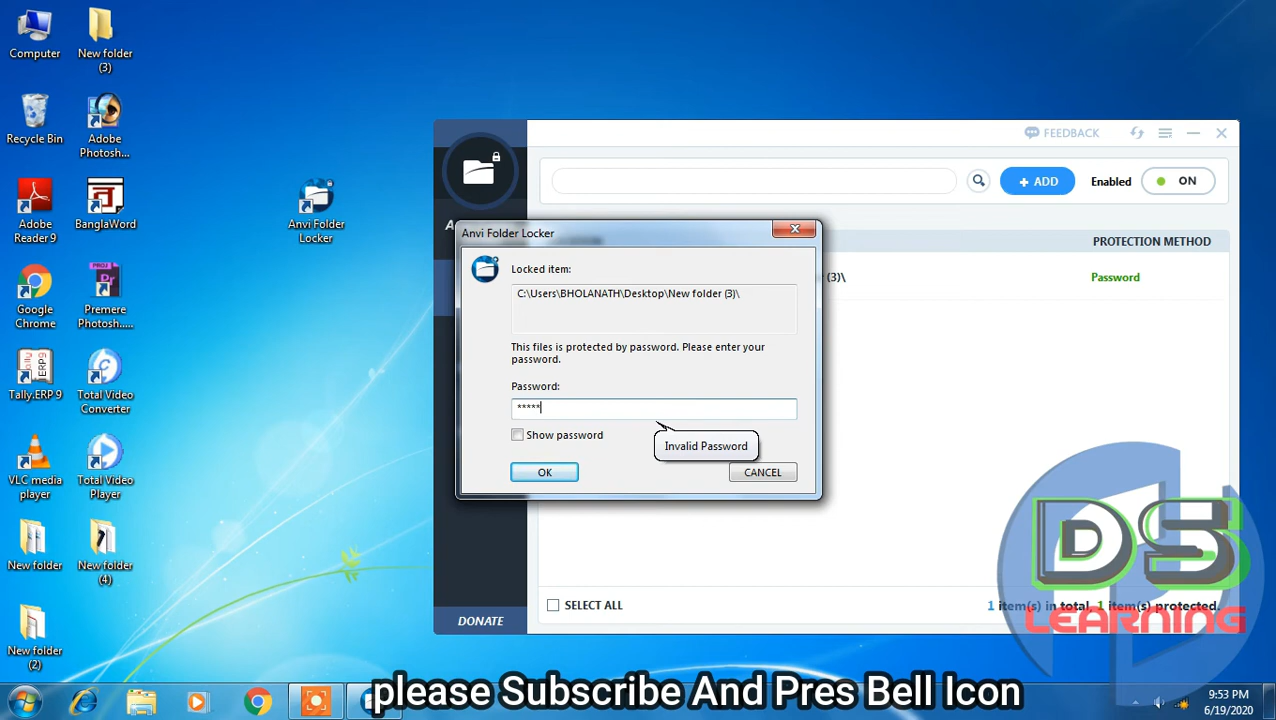 Computer
New folder
(3)
Recycle Bin
Adobe
Photosh...
Adobe
Reader 9
BanglaWord
Anvi Folder
Locker
Google
Chrome
PROJ
Premere
Photosh.....
Tally.ERP 9
Total Video
Converter
VLC media
player
Total Video
Player
New folder
New folder
(4)
New folder
(2)
FEEDBACK
+ ADD
Enabled
ON
PROTECTION METHOD
(3)\
Password
Anvi Folder Locker
Locked item:
C:\Users\BHOLANATH\Desktop\New folder (3)\
This files is protected by password. Please enter your
password.
Password:
*****
Show password
Invalid Password
OK
CANCEL
SELECT ALL
1 item(s) in total, 1 item(s) protected.
DONATE
DS
LEARNING
please Subscribe And Pres Bell Icon
9:53 PM
6/19/2020